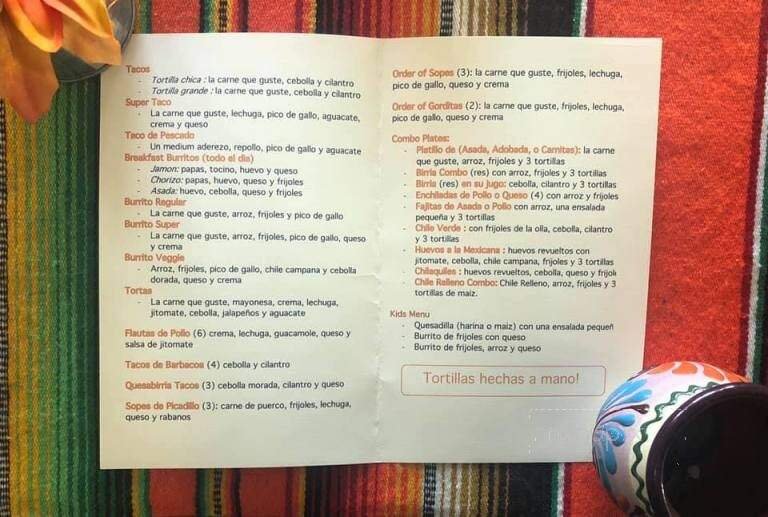 Tacos
- Tortilla chica : la carne que guste, cebolla y cilantro
- Tortilla grande : la carne que guste, cebolla y cilantro
Super Taco
- La carne que guste, lechuga, pico de gallo, aguacate,
crema y queso
Taco de Pescado
- Un medium aderezo, repollo, pico de gallo y aguacate
Breakfast Burritos (todo el dia)
- Jamon: papas, tocino, huevo y queso
- Chorizo: papas, huevo, queso y frijoles
- Asada: huevo, cebolla, queso y frijoles
Burrito Regular
- La carne que guste, arroz, frijoles y pico de gallo
Burrito Super
- La carne que guste, arroz, frijoles, pico de gallo, queso
y crema
Burrito Veggie
- Arroz, frijoles, pico de gallo, chile campana y cebolla
dorada, queso y crema
Tortas
- La carne que guste, mayonesa, crema, lechuga,
jitomate, cebolla, jalapeños y aguacate
Flautas de Pollo (6) crema, lechuga, guacamole, queso y
salsa de jitomate
Tacos de Barbacoa (4) cebolla y cilantro
Quesabirria Tacos (3) cebolla morada, cilantro y queso
Sopes de Picadillo (3): carne de puerco, frijoles, lechuga,
queso y rabanos
Order of Sopes (3): la carne que guste, frijoles, lechuga,
pico de gallo, queso y crema
Order of Gorditas (2): la carne que guste, frijoles, lechuga,
pico de gallo, queso y crema
Combo Plates:
- Platillo de (Asada, Adobada, o Carnitas): la carne
que guste, arroz, frijoles y 3 tortillas
- Birria Combo (res) con arroz, frijoles y 3 tortillas
- Birria (res) en su jugo: cebolla, cilantro y 3 tortillas
- Enchiladas de Pollo o Queso (4) con arroz y frijoles
- Fajitas de Asada o Pollo con arroz, una ensalada
pequeña y 3 tortillas
- Chile Verde : con frijoles de la olla, cebolla, cilantro
y 3 tortillas
- Huevos a la Mexicana : huevos revueltos con
jitomate, cebolla, chile campana, frijoles y 3 tortillas
- Chilaquiles : huevos revueltos, cebolla, queso y frijol
- Chile Relleno Combo: Chile Relleno, arroz, frijoles y 3
tortillas de maiz.
Kids Menu
- Quesadilla (harina o maiz) con una ensalada pequeñ
- Burrito de frijoles con queso
- Burrito de frijoles, arroz y queso
Tortillas hechas a mano!